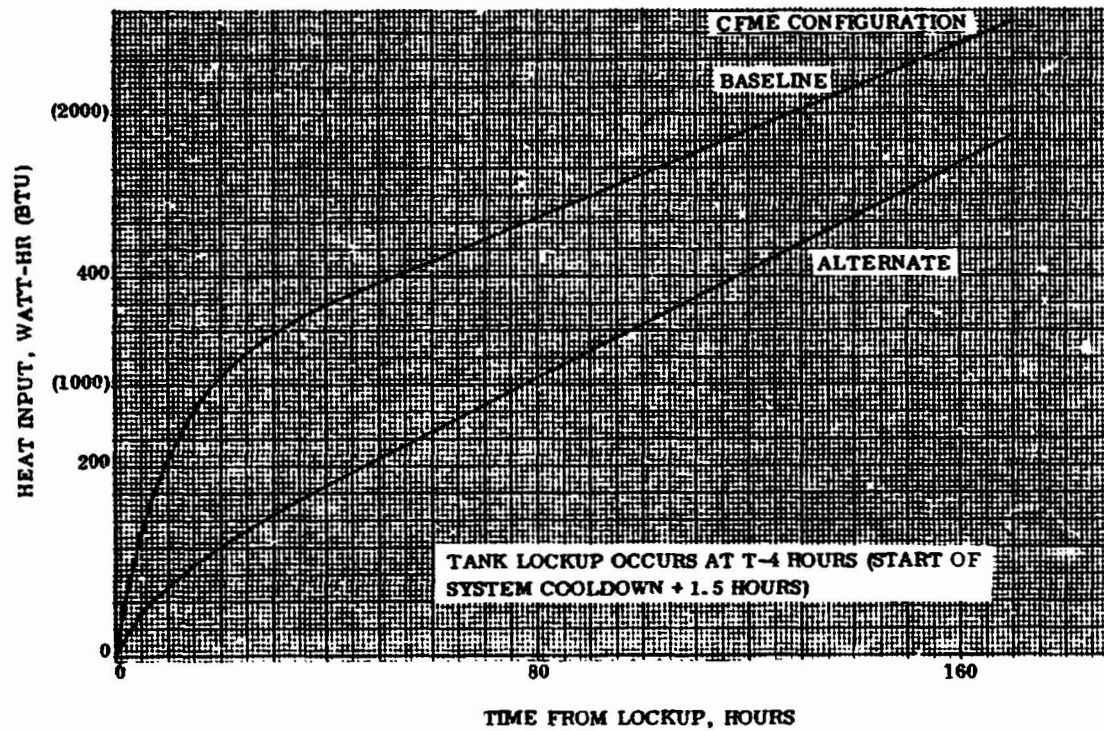 CFME CONFIGURATION
BASELINE
(2000)
HEAT INPUT, WATT-HR (BTU)
400
ALTERNATE
(1000)
200
TANK LOCKUP OCCURS AT T-4 HOURS (START OF
SYSTEM COOLDOWN + 1.5 HOURS)
0
0
80
160
TIME FROM LOCKUP, HOURS